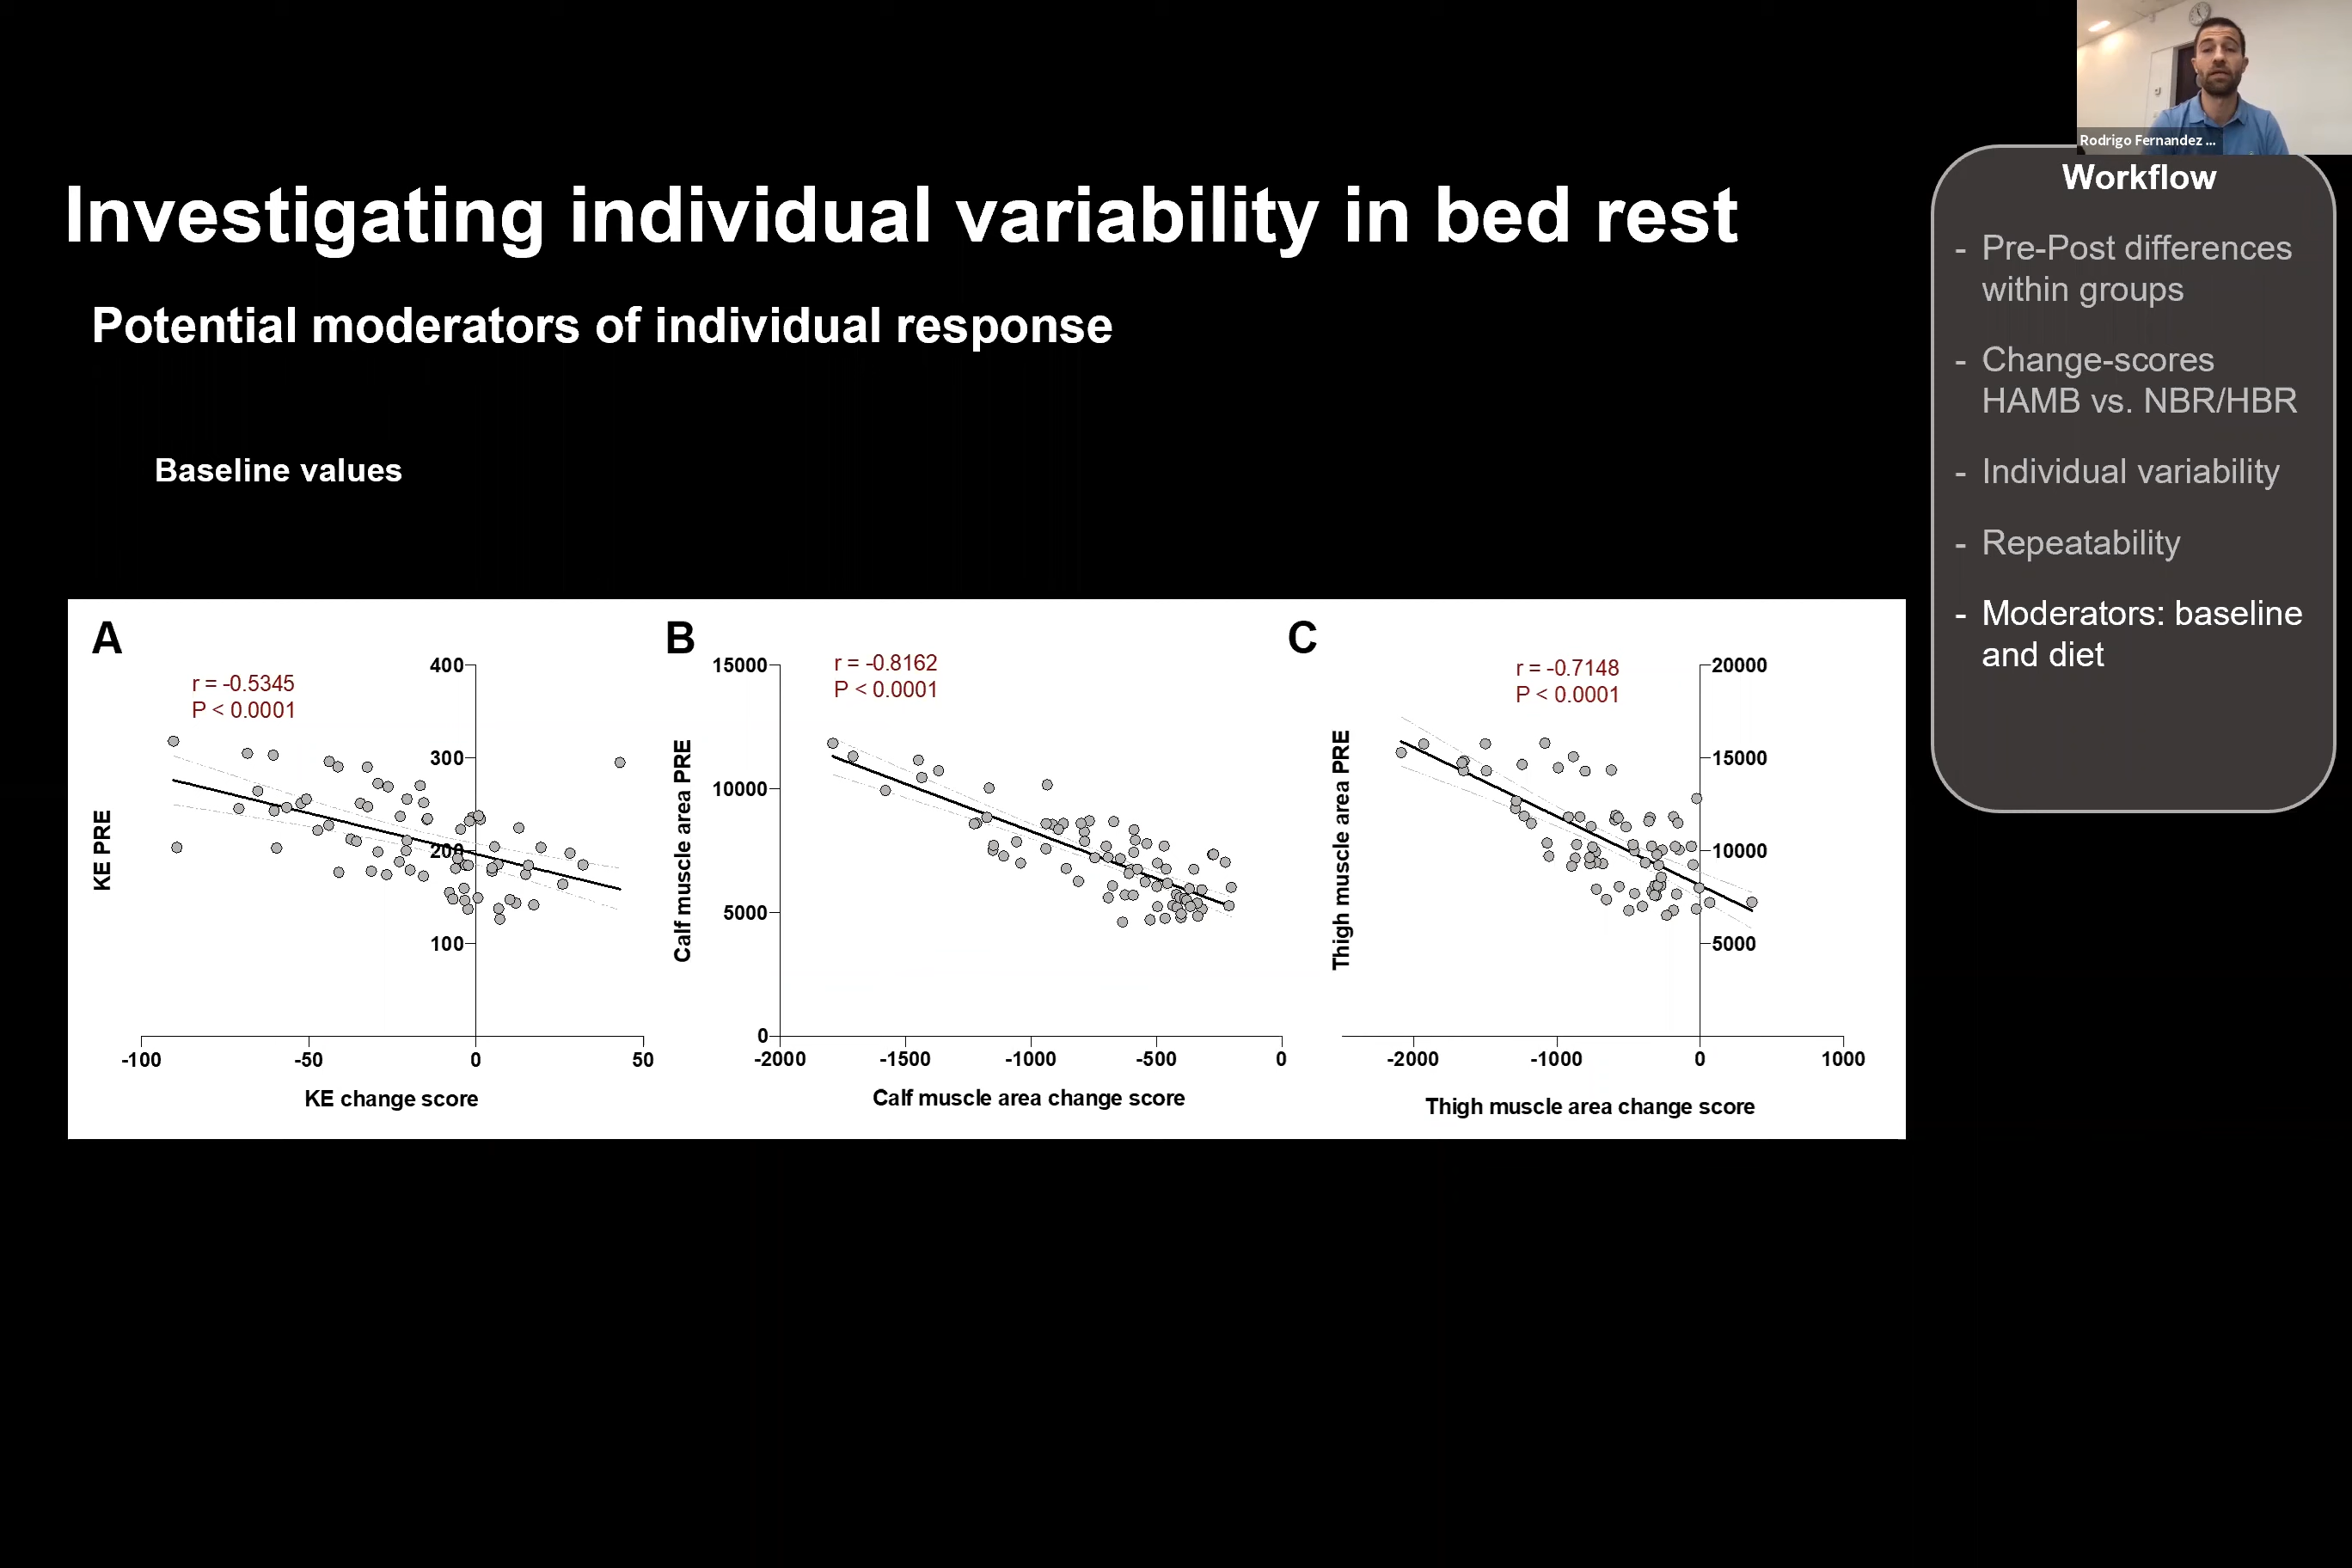 Rodrigo Fernandez ...
Investigating individual variability in bed rest
Potential moderators of individual response
Baseline values
Workflow
- Pre-Post differences
within groups
- Change-scores
HAMB vs. NBR/HBR
- Individual variability
- Repeatability
- Moderators: baseline
and diet
A
r = -0.5345
P < 0.0001
KE PRE
400
300
200
100
-100
-50
0
50
KE change score
B
r = -0.8162
P < 0.0001
Calf muscle area PRE
15000
10000
5000
0
-2000
-1500
-1000
-500
0
Calf muscle area change score
C
r = -0.7148
P < 0.0001
Thigh muscle area PRE
20000
15000
10000
5000
-2000
-1000
0
1000
Thigh muscle area change score